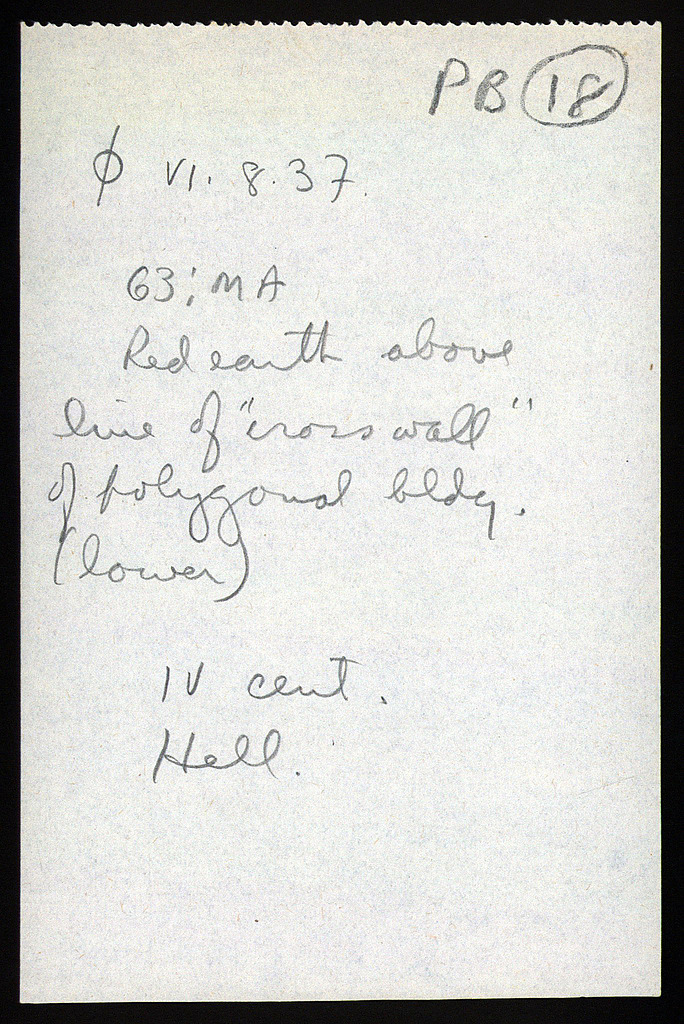 PB 18
φ VI. 8.37.
63; MA
Red earth above
line of "cross wall"
of polygonal bldg.
(lower)
IV cent.
Hell.